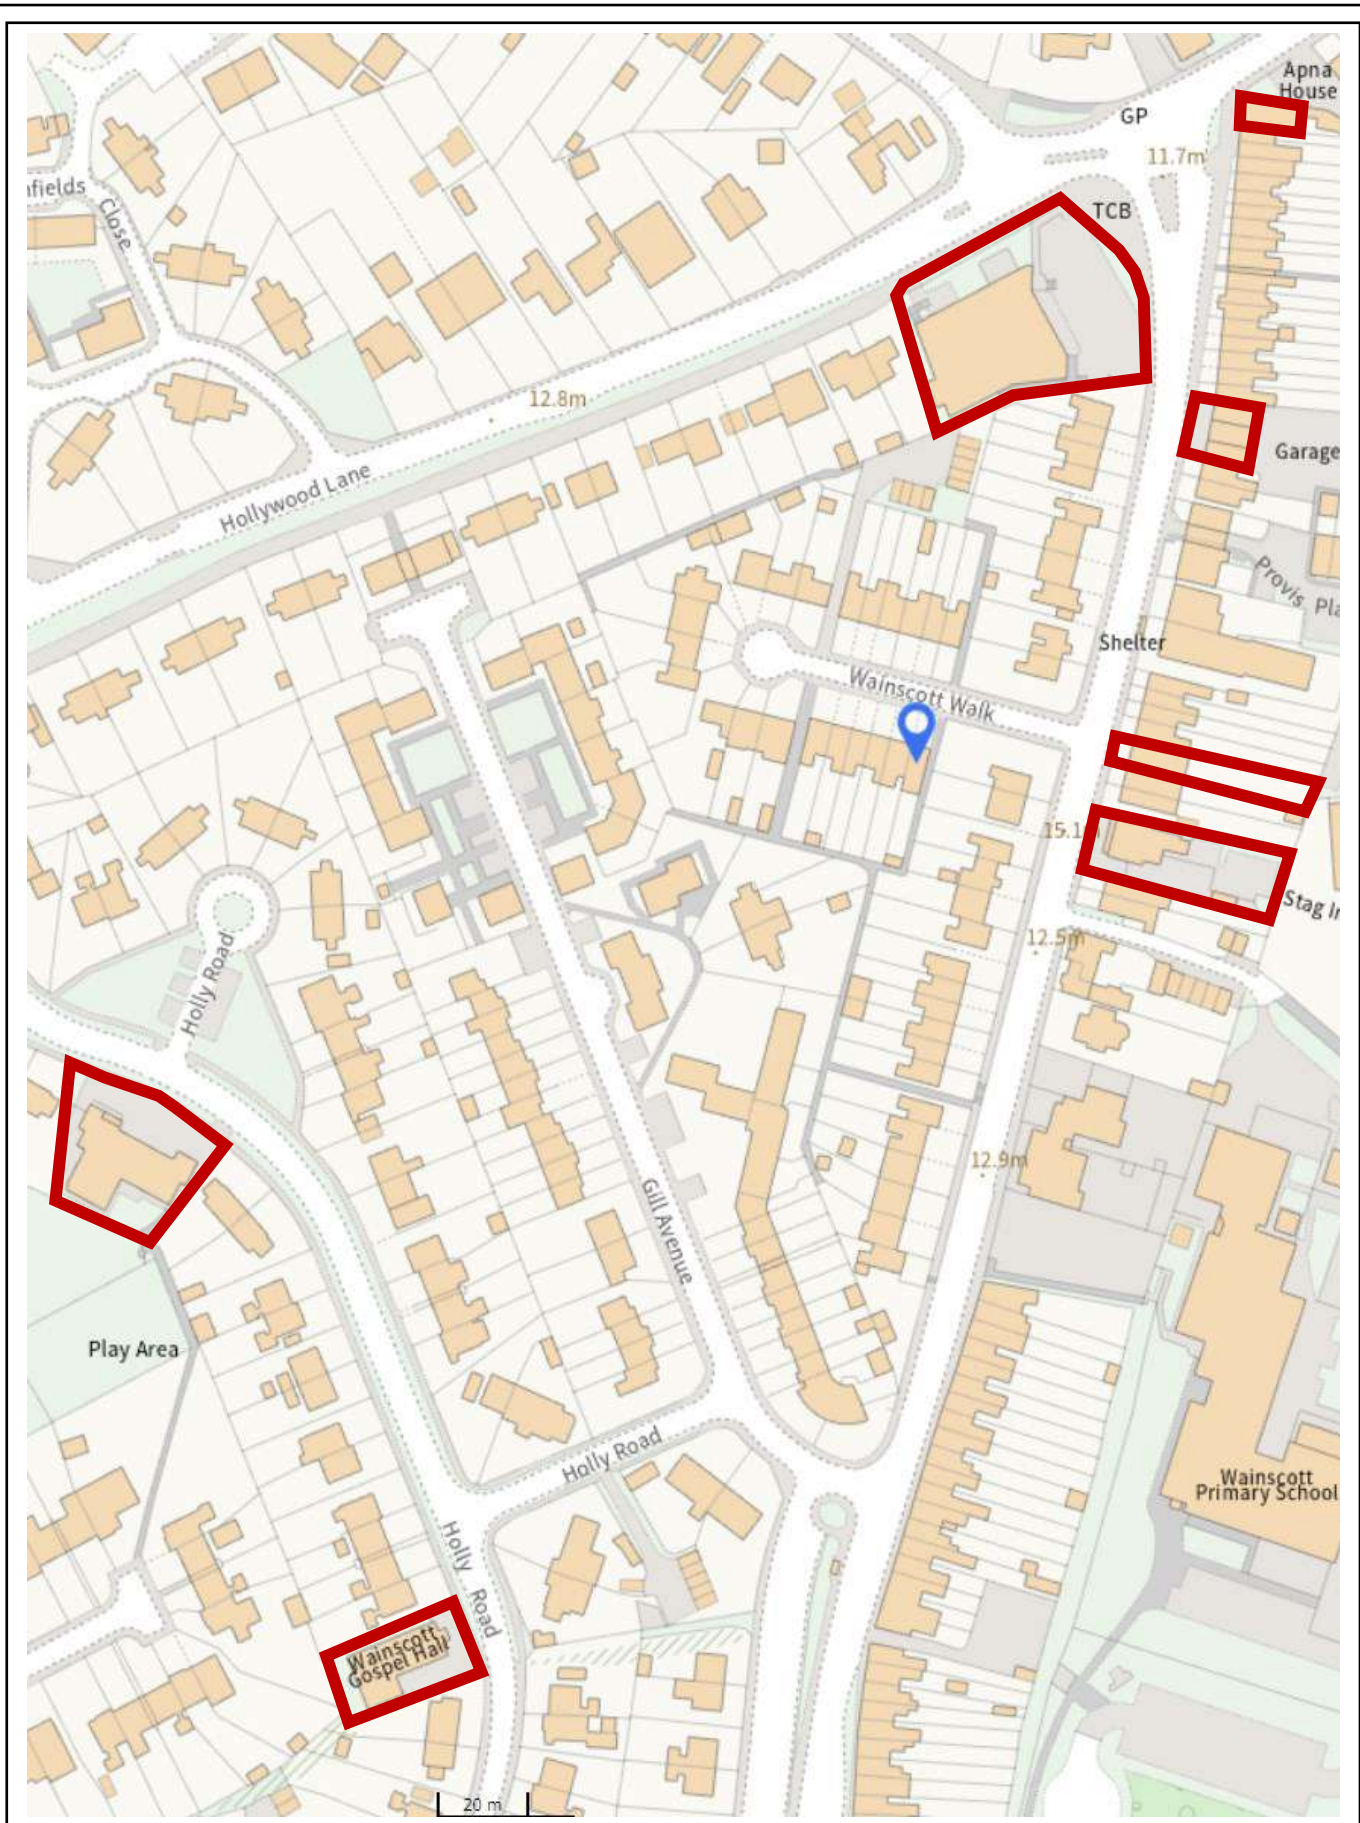 Apna
House
GP
11.7m
TCB
Close
12.8m
Garage
Hollywood Lane
Provis
Shelter
Wainscott Walk
15.1
Stag
12.5m
Holly Road
12.9m
Gill Avenue
Play Area
Holly Road
Wainscott
Primary School
Holly Road
Wainscott
Gospel Hall
20 m